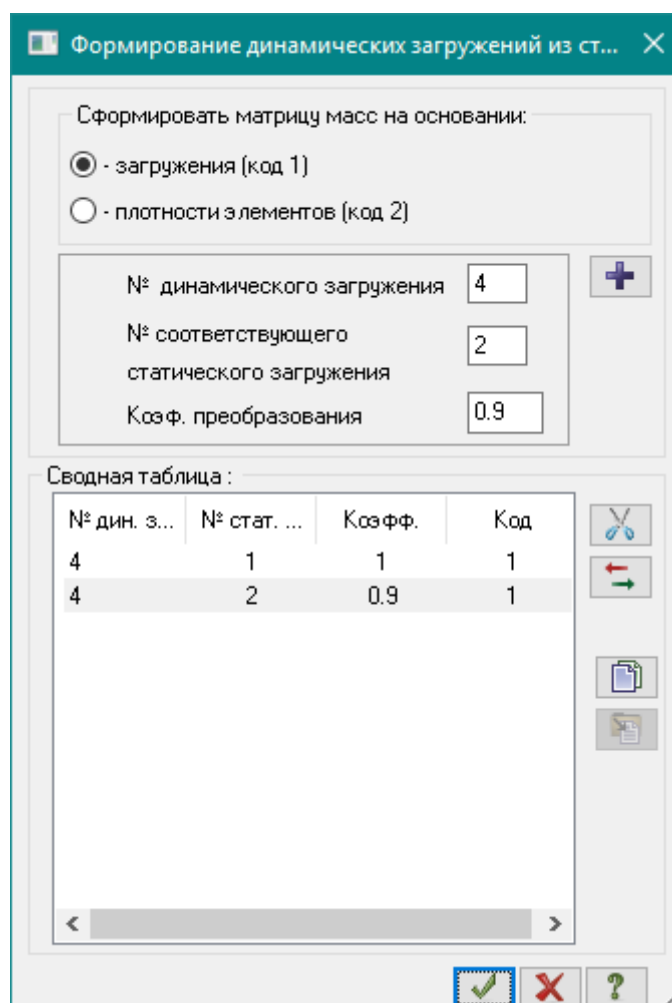 Формирование динамических загружений из ст...
Сформировать матрицу масс на основании:
- загружения (код 1)
- плотности элементов (код 2)
№ динамического загружения 4
№ соответствующего
статического загружения 2
Коэф. преобразования 0.9
Сводная таблица :
№ дин. з... № стат. ... Коэфф. Код
4 1 1 1
4 2 0.9 1